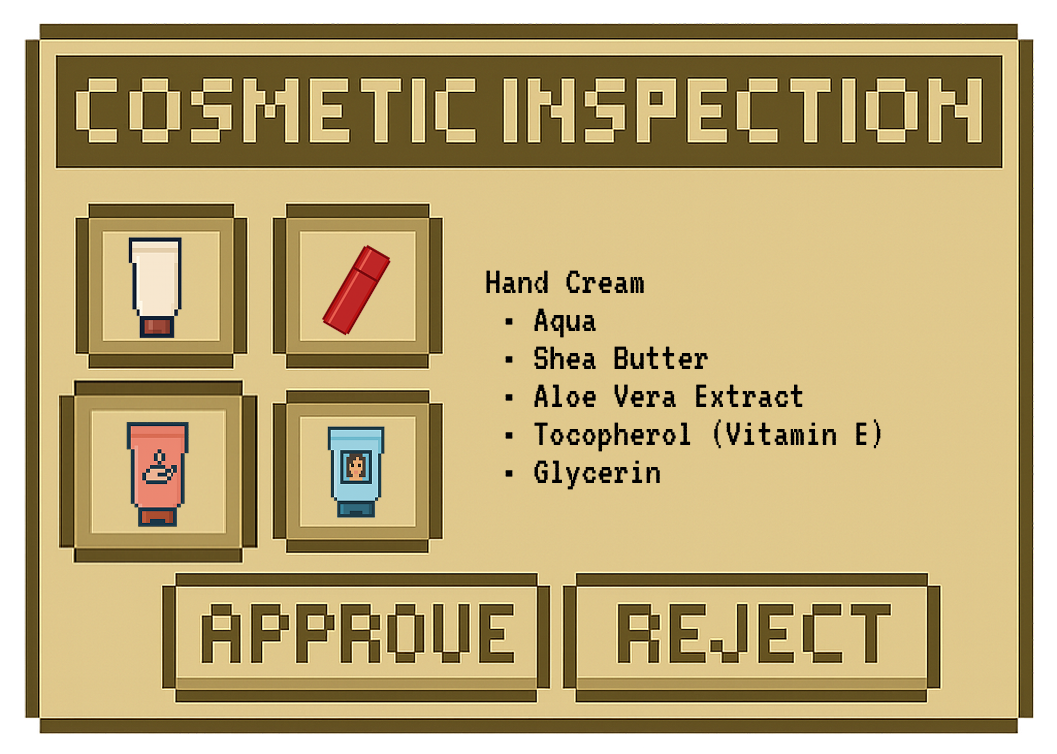 COSMETIC INSPECTION
Hand Cream
▪ Aqua
▪ Shea Butter
▪ Aloe Vera Extract
▪ Tocopherol (Vitamin E)
▪ Glycerin
APPROVE
REJECT